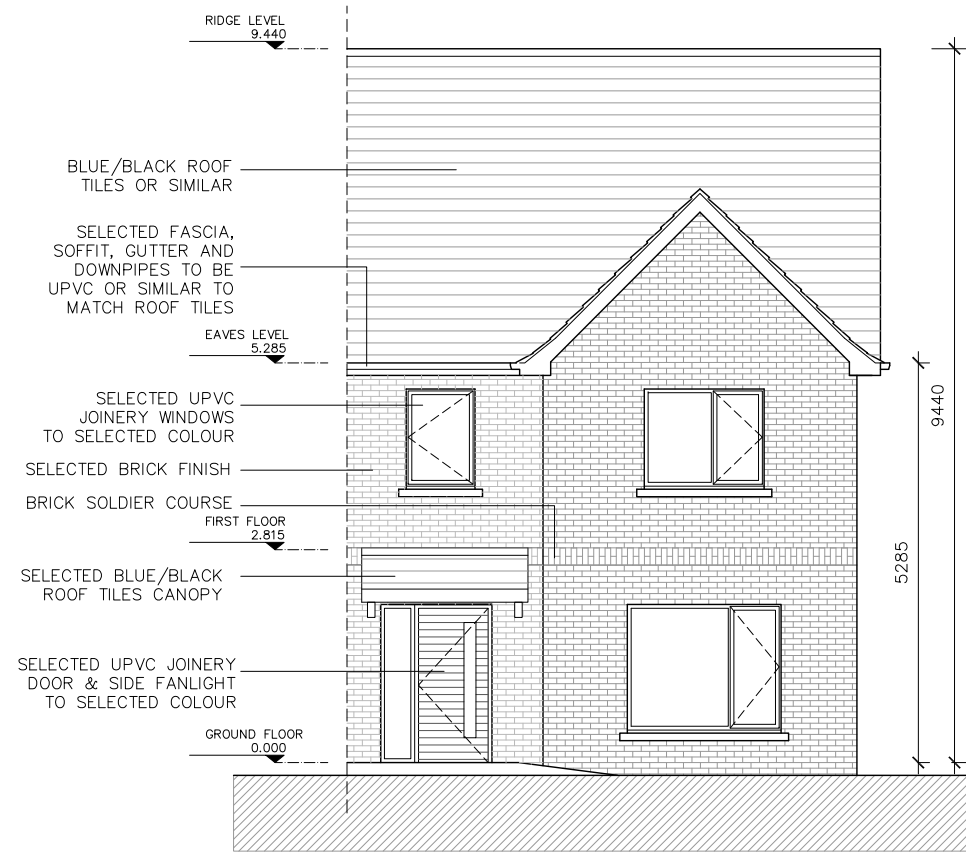 RIDGE LEVEL
9.440
BLUE/BLACK ROOF
TILES OR SIMILAR
SELECTED FASCIA,
SOFFIT, GUTTER AND
DOWNPIPES TO BE
UPVC OR SIMILAR TO
MATCH ROOF TILES
EAVES LEVEL
5.285
SELECTED UPVC
JOINERY WINDOWS
TO SELECTED COLOUR
SELECTED BRICK FINISH
BRICK SOLDIER COURSE
FIRST FLOOR
2.815
SELECTED BLUE/BLACK
ROOF TILES CANOPY
SELECTED UPVC JOINERY
DOOR & SIDE FANLIGHT
TO SELECTED COLOUR
GROUND FLOOR
0.000
5285
9440